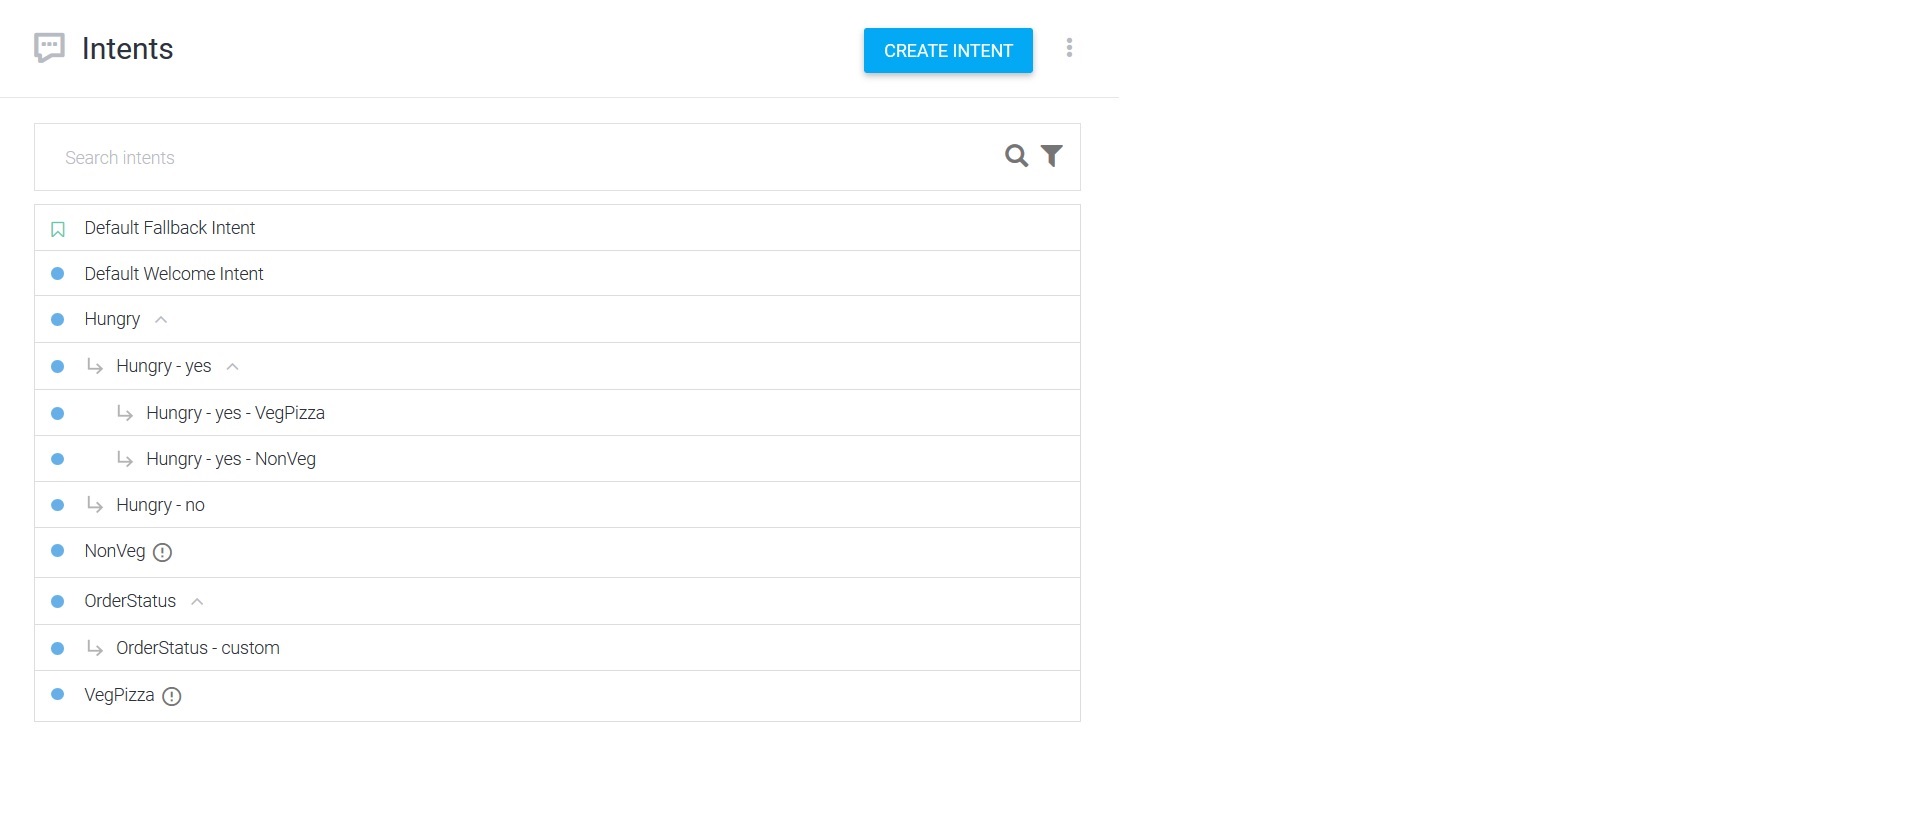 Intents
CREATE INTENT
Search intents
Default Fallback Intent
Default Welcome Intent
Hungry
Hungry - yes
Hungry - yes - VegPizza
Hungry - yes - NonVeg
Hungry - no
NonVeg
OrderStatus
OrderStatus - custom
VegPizza